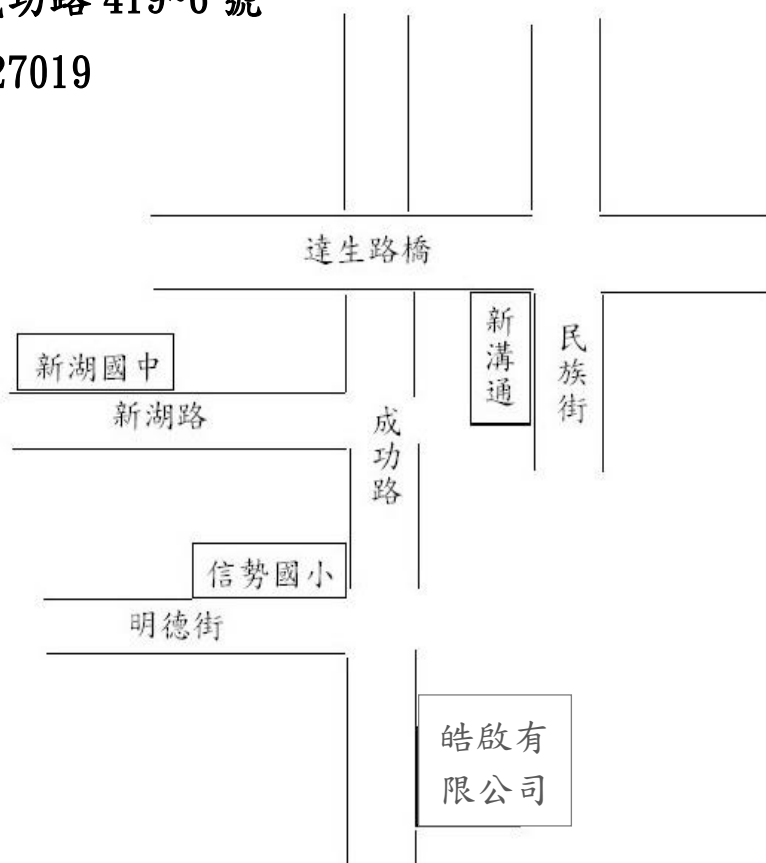 功路 419~6 號
27019
達生路橋
新溝通
民族街
新湖國中
新湖路
成功路
信勢國小
明德街
皓啟有
限公司